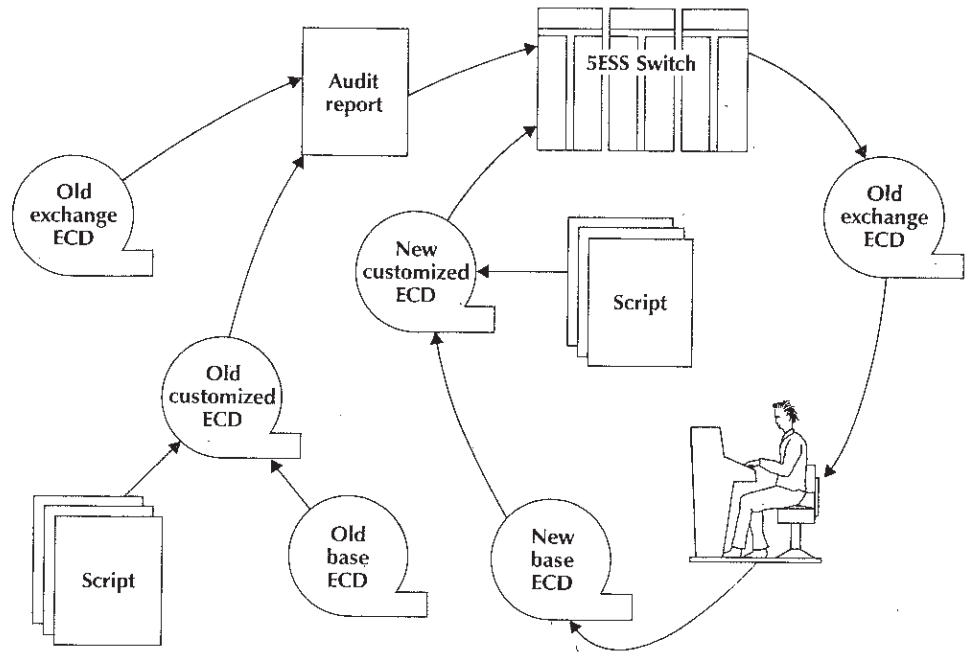 Audit
report
5ESS Switch
Old
exchange
ECD
Old
exchange
ECD
New
customized
ECD
Script
Old
customized
ECD
Script
Old
base
ECD
New
base
ECD